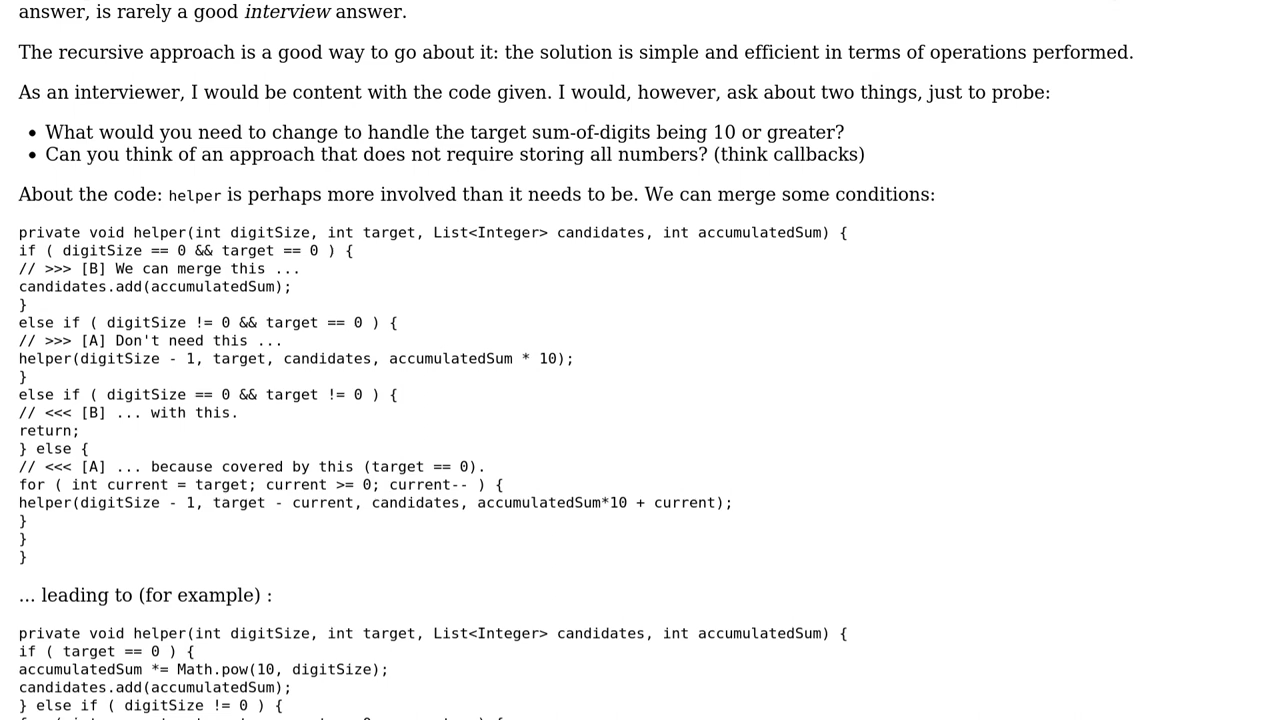 answer, is rarely a good interview answer.
The recursive approach is a good way to go about it: the solution is simple and efficient in terms of operations performed.
As an interviewer, I would be content with the code given. I would, however, ask about two things, just to probe:
• What would you need to change to handle the target sum-of-digits being 10 or greater?
• Can you think of an approach that does not require storing all numbers? (think callbacks)
About the code: helper is perhaps more involved than it needs to be. We can merge some conditions:
private void helper(int digitSize, int target, List<Integer> candidates, int accumulatedSum) {
if ( digitSize == 0 && target == 0 ) {
// >>> [B] We can merge this ...
candidates.add(accumulatedSum);
}
else if ( digitSize != 0 && target == 0 ) {
// >>> [A] Don't need this ...
helper(digitSize - 1, target, candidates, accumulatedSum * 10);
}
else if ( digitSize == 0 && target != 0 ) {
// <<< [B] ... with this.
return;
} else {
// <<< [A] ... because covered by this (target == 0).
for ( int current = target; current >= 0; current-- ) {
helper(digitSize - 1, target - current, candidates, accumulatedSum*10 + current);
}
}
}
... leading to (for example) :
private void helper(int digitSize, int target, List<Integer> candidates, int accumulatedSum) {
if ( target == 0 ) {
accumulatedSum *= Math.pow(10, digitSize);
candidates.add(accumulatedSum);
} else if ( digitSize != 0 ) {